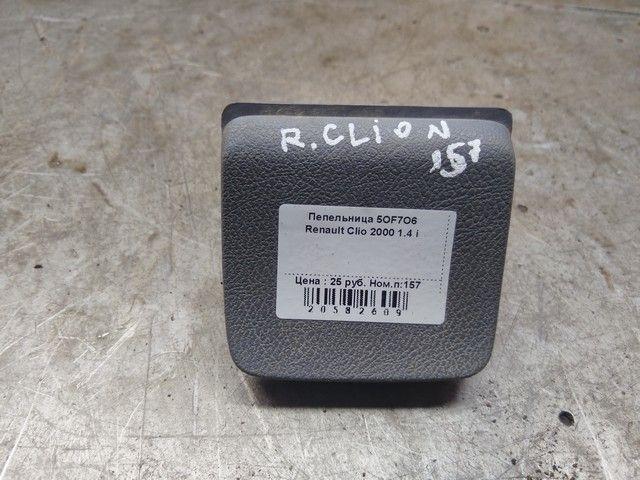 R. CLiON
157
Пепельница 5OF7O6
Renault Clio 2000 1.4 i
Цена : 25 руб. Ном.п:157
20582609